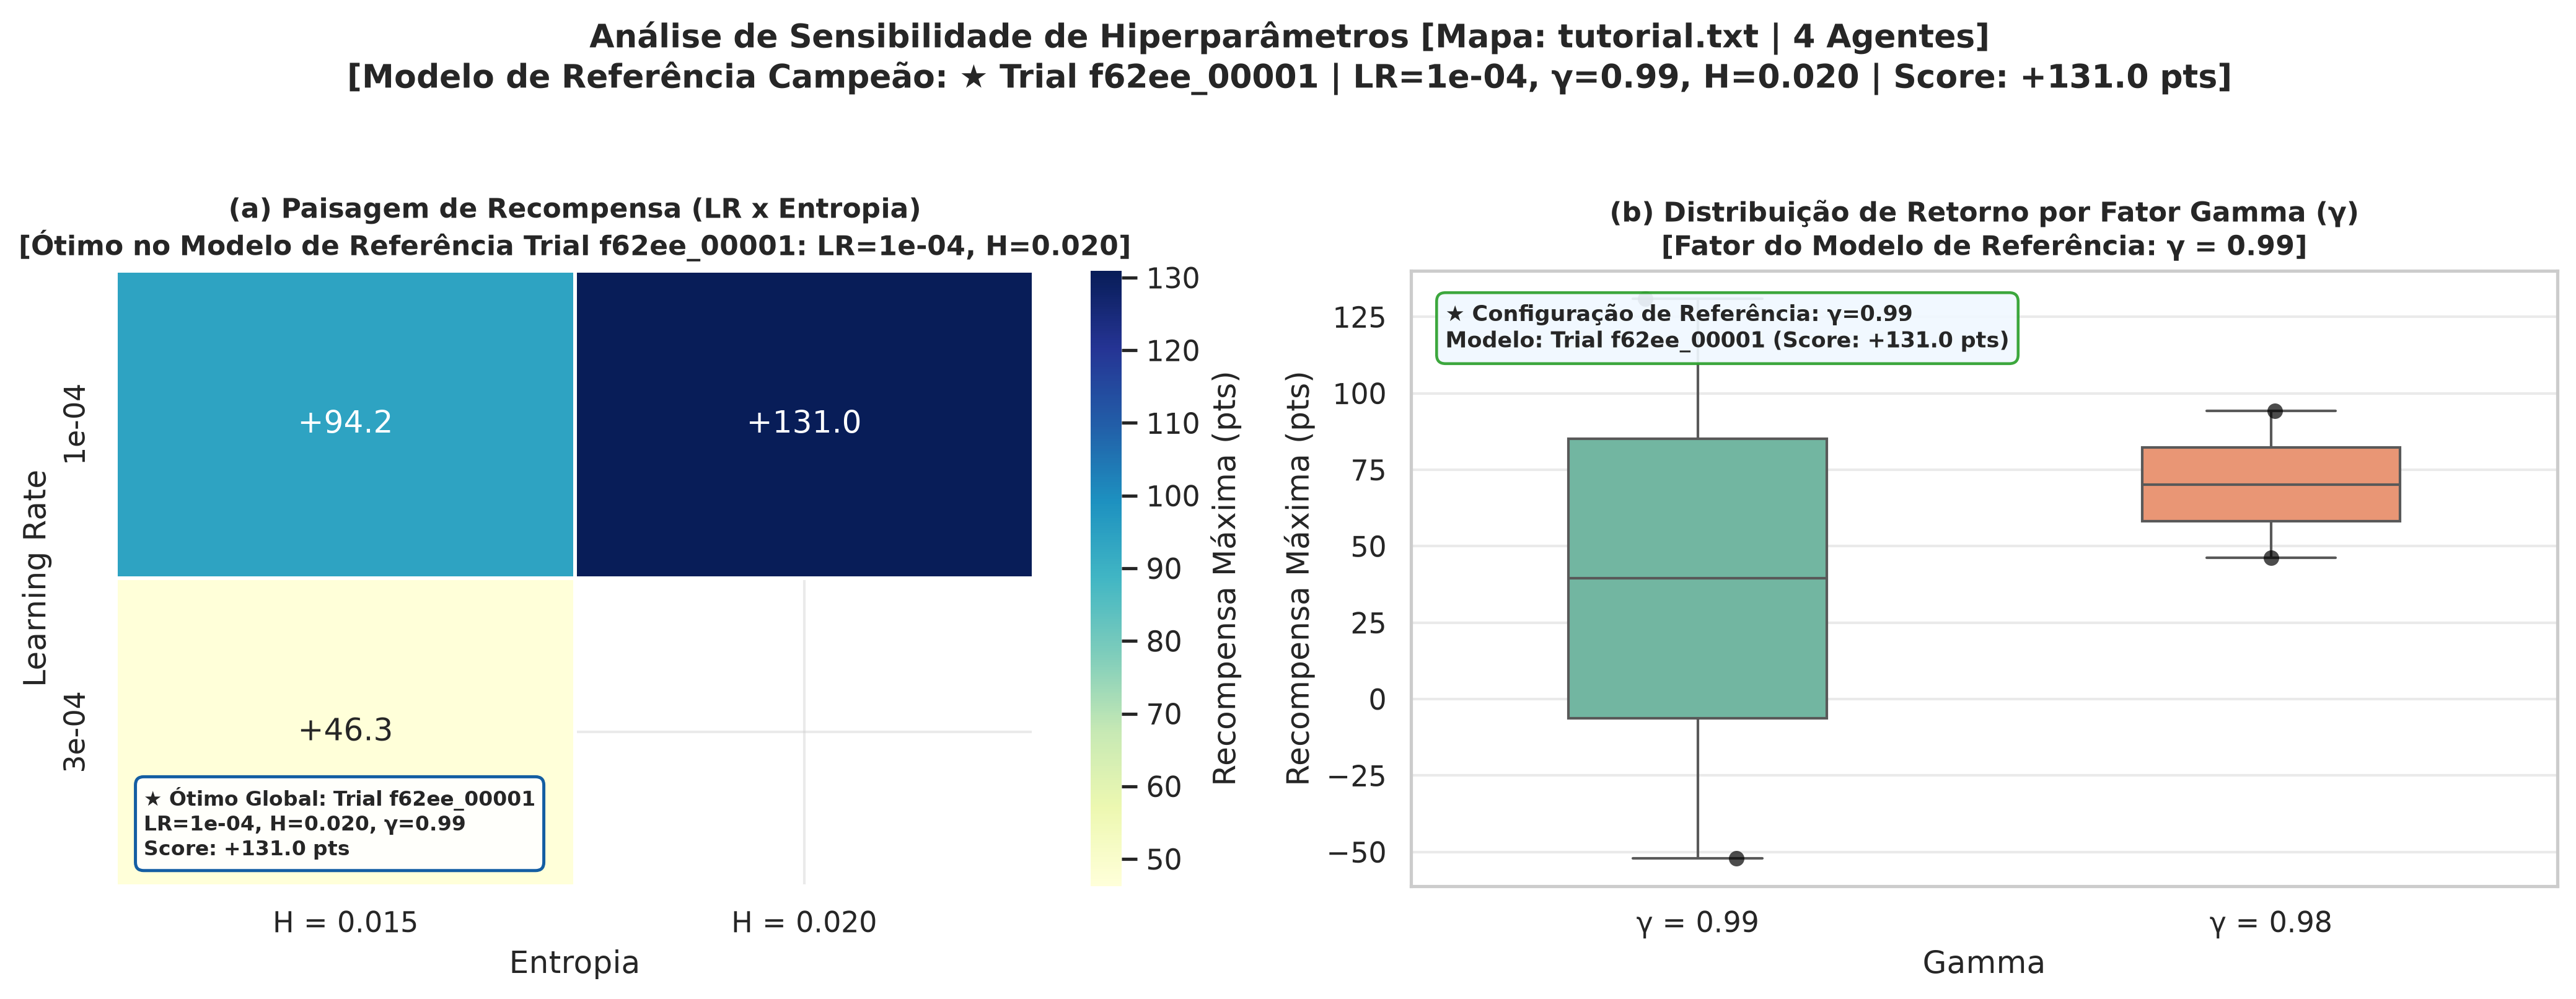 Análise de Sensibilidade de Hiperparâmetros [Mapa: tutorial.txt | 4 Agentes]
[Modelo de Referência Campeão: ★ Trial f62ee_00001 | LR=1e-04, γ=0.99, H=0.020 | Score: +131.0 pts]
(a) Paisagem de Recompensa (LR x Entropia)
[Ótimo no Modelo de Referência Trial f62ee_00001: LR=1e-04, H=0.020]
Learning Rate
1e-04
3e-04
+94.2
+131.0
+46.3
★ Ótimo Global: Trial f62ee_00001
LR=1e-04, H=0.020, γ=0.99
Score: +131.0 pts
H = 0.015
H = 0.020
Entropia
130
120
110
100
90
80
70
60
50
Recompensa Máxima (pts)
(b) Distribuição de Retorno por Fator Gamma (γ)
[Fator do Modelo de Referência: γ = 0.99]
Recompensa Máxima (pts)
125
100
75
50
25
0
−25
−50
★ Configuração de Referência: γ=0.99
Modelo: Trial f62ee_00001 (Score: +131.0 pts)
γ = 0.99
γ = 0.98
Gamma